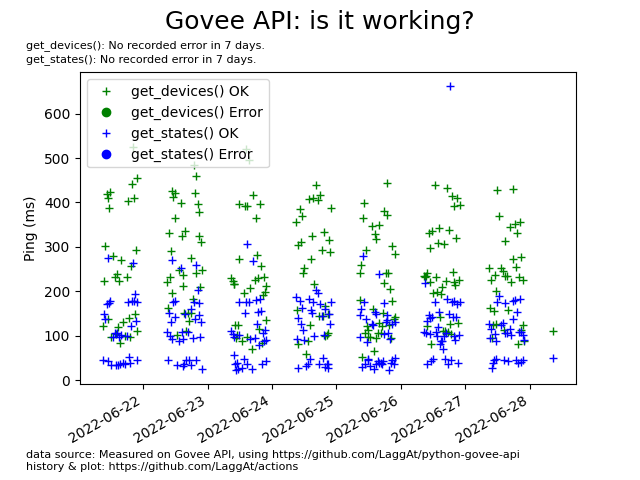 Govee API: is it working?
get_devices(): No recorded error in 7 days.
get_states(): No recorded error in 7 days.
get_devices() OK
get_devices() Error
get_states() OK
get_states() Error
600
500
400
300
200
100
0
Ping (ms)
2022-06-22
2022-06-23
2022-06-24
2022-06-25
2022-06-26
2022-06-27
2022-06-28
data source: Measured on Govee API, using https://github.com/LaggAt/python-govee-api
history & plot: https://github.com/LaggAt/actions